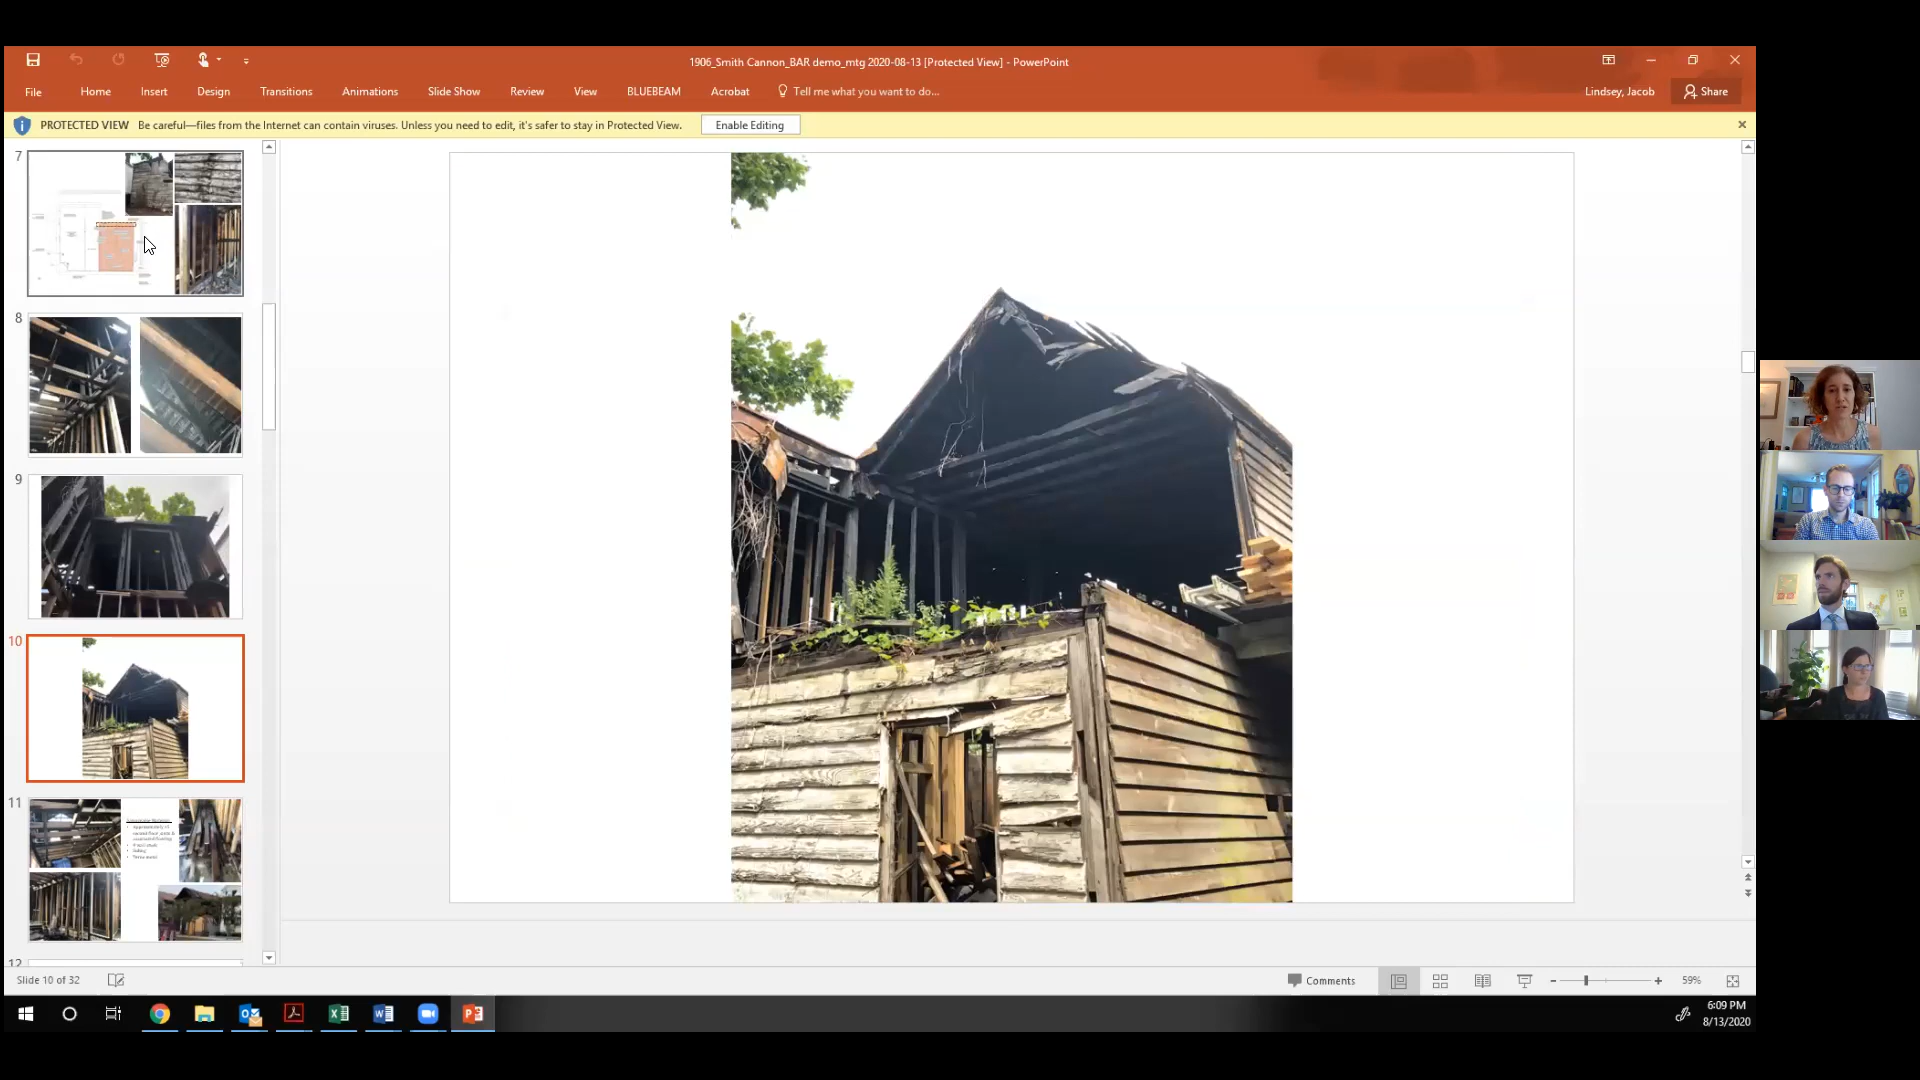 1906_Smith Cannon_BAR demo_mtg 2020-08-13 [Protected View] - PowerPoint
File Home Insert Design Transitions Animations Slide Show Review View BLUEBEAM Acrobat Tell me what you want to do... Lindsey, Jacob Share
PROTECTED VIEW Be careful—files from the Internet can contain viruses. Unless you need to edit, it's safer to stay in Protected View. Enable Editing
7
8
9
10
11
12
Slide 10 of 32 Comments 59%
6:09 PM
8/13/2020